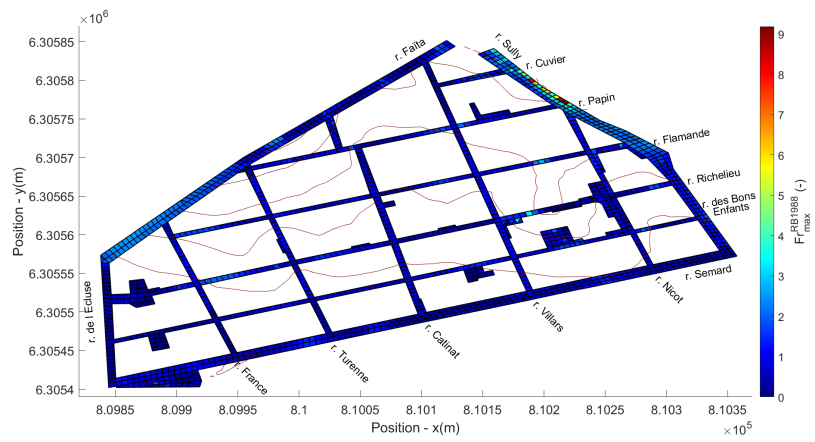 ×10⁶
6.30585
6.3058
6.30575
6.3057
6.30565
6.3056
6.30555
6.3055
6.30545
6.3054
Position - y(m)
8.0985
8.099
8.0995
8.1
8.1005
8.101
8.1015
8.102
8.1025
8.103
8.1035
×10⁵
Position - x(m)
r. Faïta
r. Sully
r. Cuvier
r. Papin
r. Flamande
r. Richelieu
r. des Bons
Enfants
r. Semard
r. Nicot
r. Villars
r. Catinat
r. Turenne
r. France
r. de l Ecluse
9
8
7
6
5
4
3
2
1
0
Fr_max^RB1988 (-)